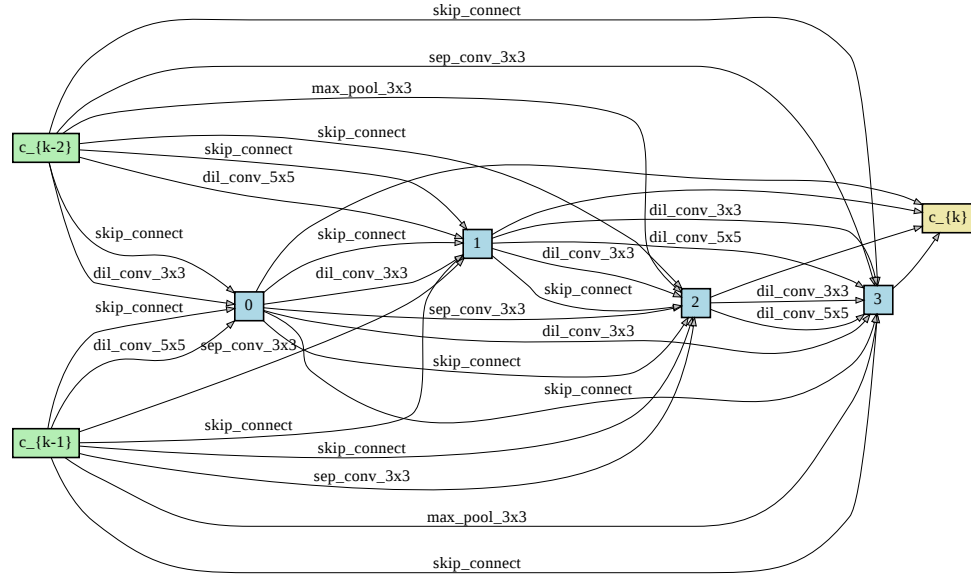 skip_connect
sep_conv_3x3
max_pool_3x3
skip_connect
c_{k-2}
skip_connect
dil_conv_5x5
dil_conv_3x3
c_{k}
skip_connect
skip_connect
dil_conv_5x5
1
dil_conv_3x3
dil_conv_3x3
dil_conv_3x3
skip_connect
dil_conv_3x3
0
2
3
skip_connect
sep_conv_3x3
dil_conv_5x5
dil_conv_3x3
dil_conv_5x5
sep_conv_3x3
skip_connect
skip_connect
skip_connect
c_{k-1}
skip_connect
sep_conv_3x3
max_pool_3x3
skip_connect